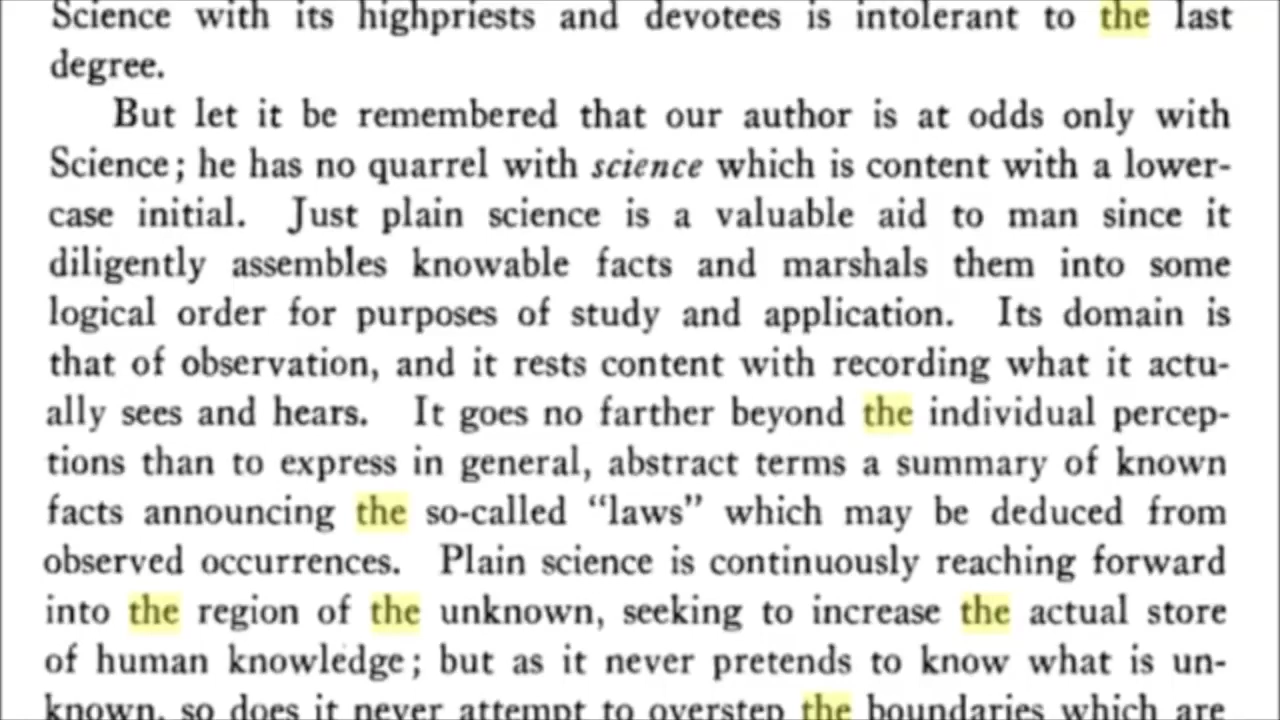 Science with its highpriests and devotees is intolerant to the last
degree.
But let it be remembered that our author is at odds only with
Science; he has no quarrel with science which is content with a lower-
case initial. Just plain science is a valuable aid to man since it
diligently assembles knowable facts and marshals them into some
logical order for purposes of study and application. Its domain is
that of observation, and it rests content with recording what it actu-
ally sees and hears. It goes no farther beyond the individual percep-
tions than to express in general, abstract terms a summary of known
facts announcing the so-called “laws” which may be deduced from
observed occurrences. Plain science is continuously reaching forward
into the region of the unknown, seeking to increase the actual store
of human knowledge; but as it never pretends to know what is un-
known, so does it never attempt to overstep the boundaries which are